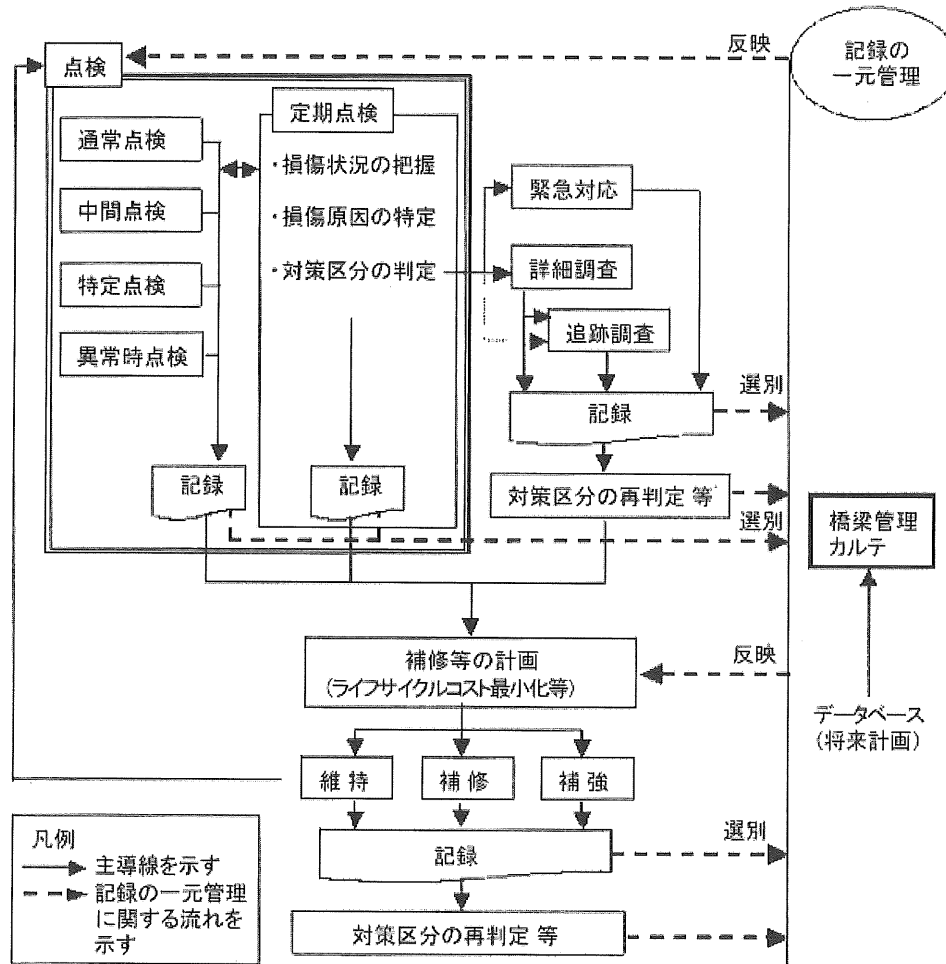 反映
記録の
一元管理
点検
定期点検
通常点検
中間点検
特定点検
異常時点検
・損傷状況の把握
・損傷原因の特定
・対策区分の判定
緊急対応
詳細調査
追跡調査
記録
選別
記録
記録
対策区分の再判定 等
選別
橋梁管理
カルテ
補修等の計画
(ライフサイクルコスト最小化等)
反映
データベース
(将来計画)
維 持
補 修
補 強
記録
選別
対策区分の再判定 等
凡例
主導線を示す
記録の一元管理
に関する流れを
示す